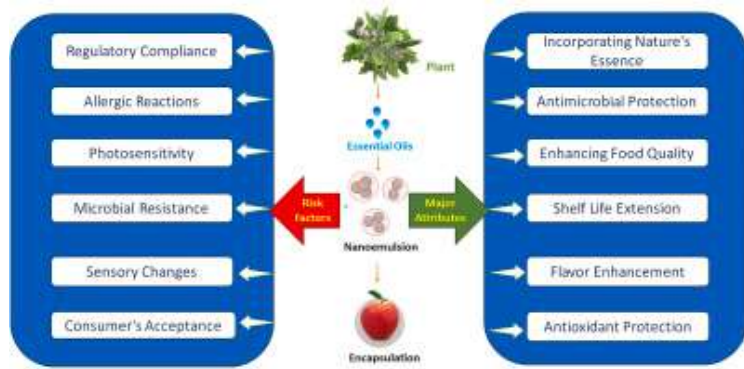 Regulatory Compliance
Allergic Reactions
Photosensitivity
Microbial Resistance
Sensory Changes
Consumer's Acceptance
Plant
Essential Oils
Risk
Factors
Major
Attributes
Nanoemulsion
Encapsulation
Incorporating Nature's
Essence
Antimicrobial Protection
Enhancing Food Quality
Shelf Life Extension
Flavor Enhancement
Antioxidant Protection